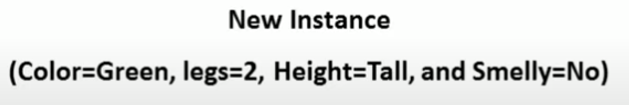 New Instance
(Color=Green, legs=2, Height=Tall, and Smelly=No)